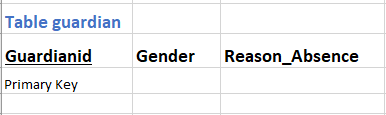 Table guardian
Guardianid Gender Reason_Absence
Primary Key